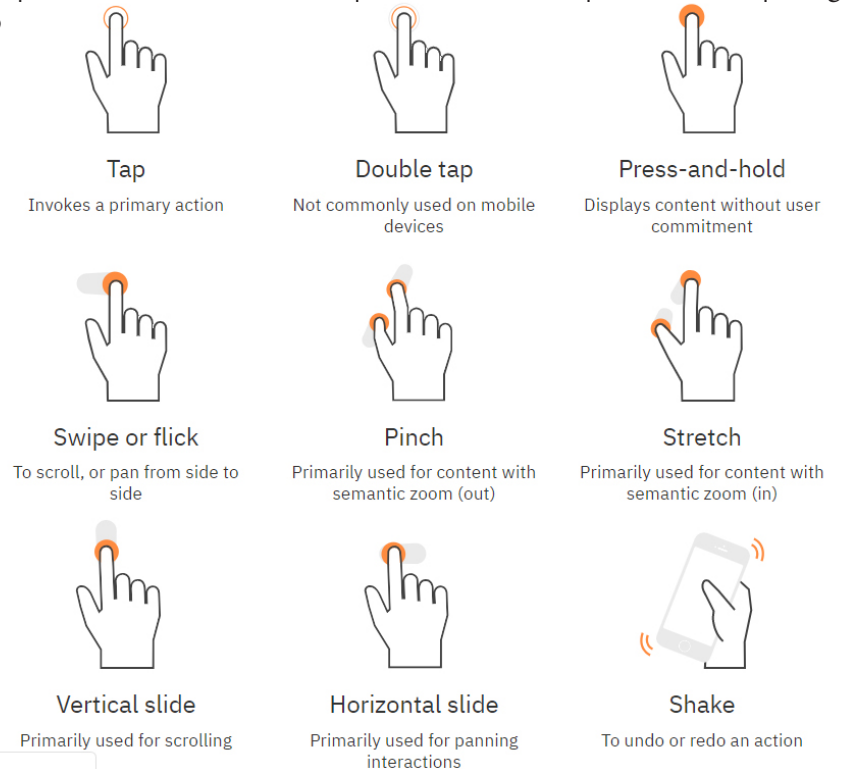 Tap
Double tap
Press-and-hold
Invokes a primary action
Not commonly used on mobile
devices
Displays content without user
commitment
Swipe or flick
Pinch
Stretch
To scroll, or pan from side to
side
Primarily used for content with
semantic zoom (out)
Primarily used for content with
semantic zoom (in)
Vertical slide
Horizontal slide
Shake
Primarily used for scrolling
Primarily used for panning
interactions
To undo or redo an action